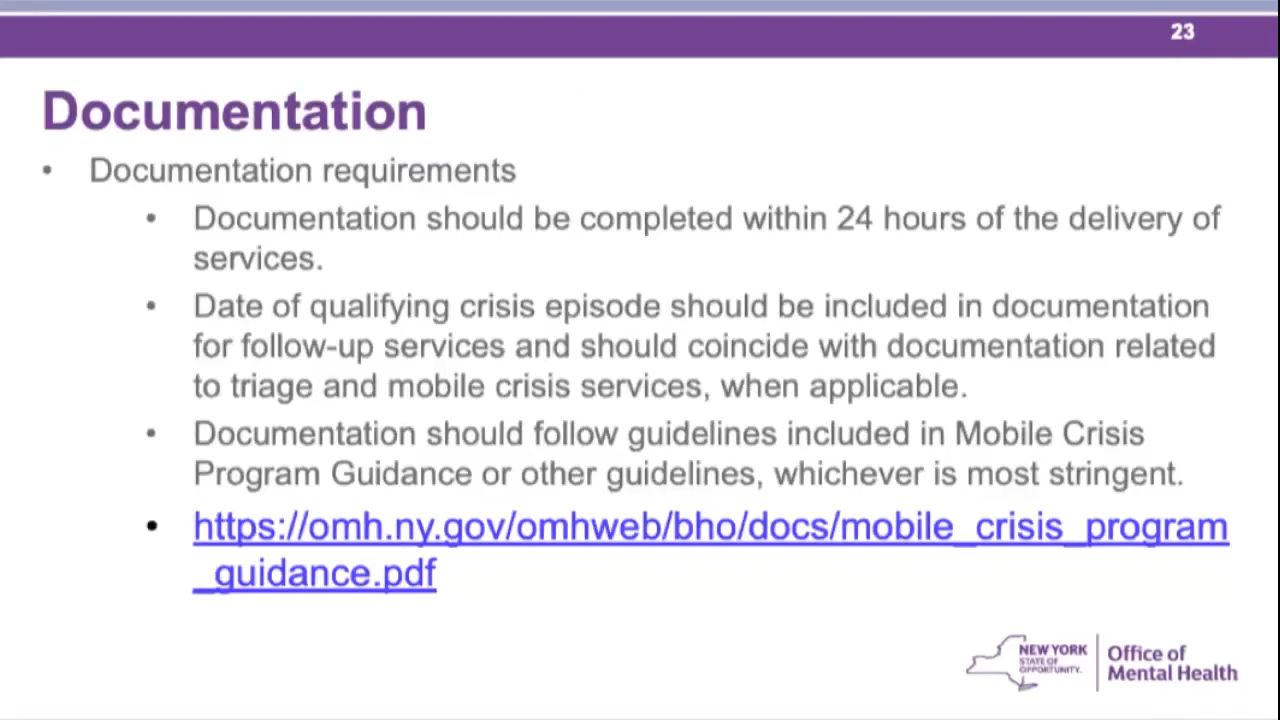 23
Documentation
• Documentation requirements
• Documentation should be completed within 24 hours of the delivery of
services.
• Date of qualifying crisis episode should be included in documentation
for follow-up services and should coincide with documentation related
to triage and mobile crisis services, when applicable.
• Documentation should follow guidelines included in Mobile Crisis
Program Guidance or other guidelines, whichever is most stringent.
• https://omh.ny.gov/omhweb/bho/docs/mobile_crisis_program
_guidance.pdf
NEW YORK
STATE OF
OPPORTUNITY.
Office of
Mental Health